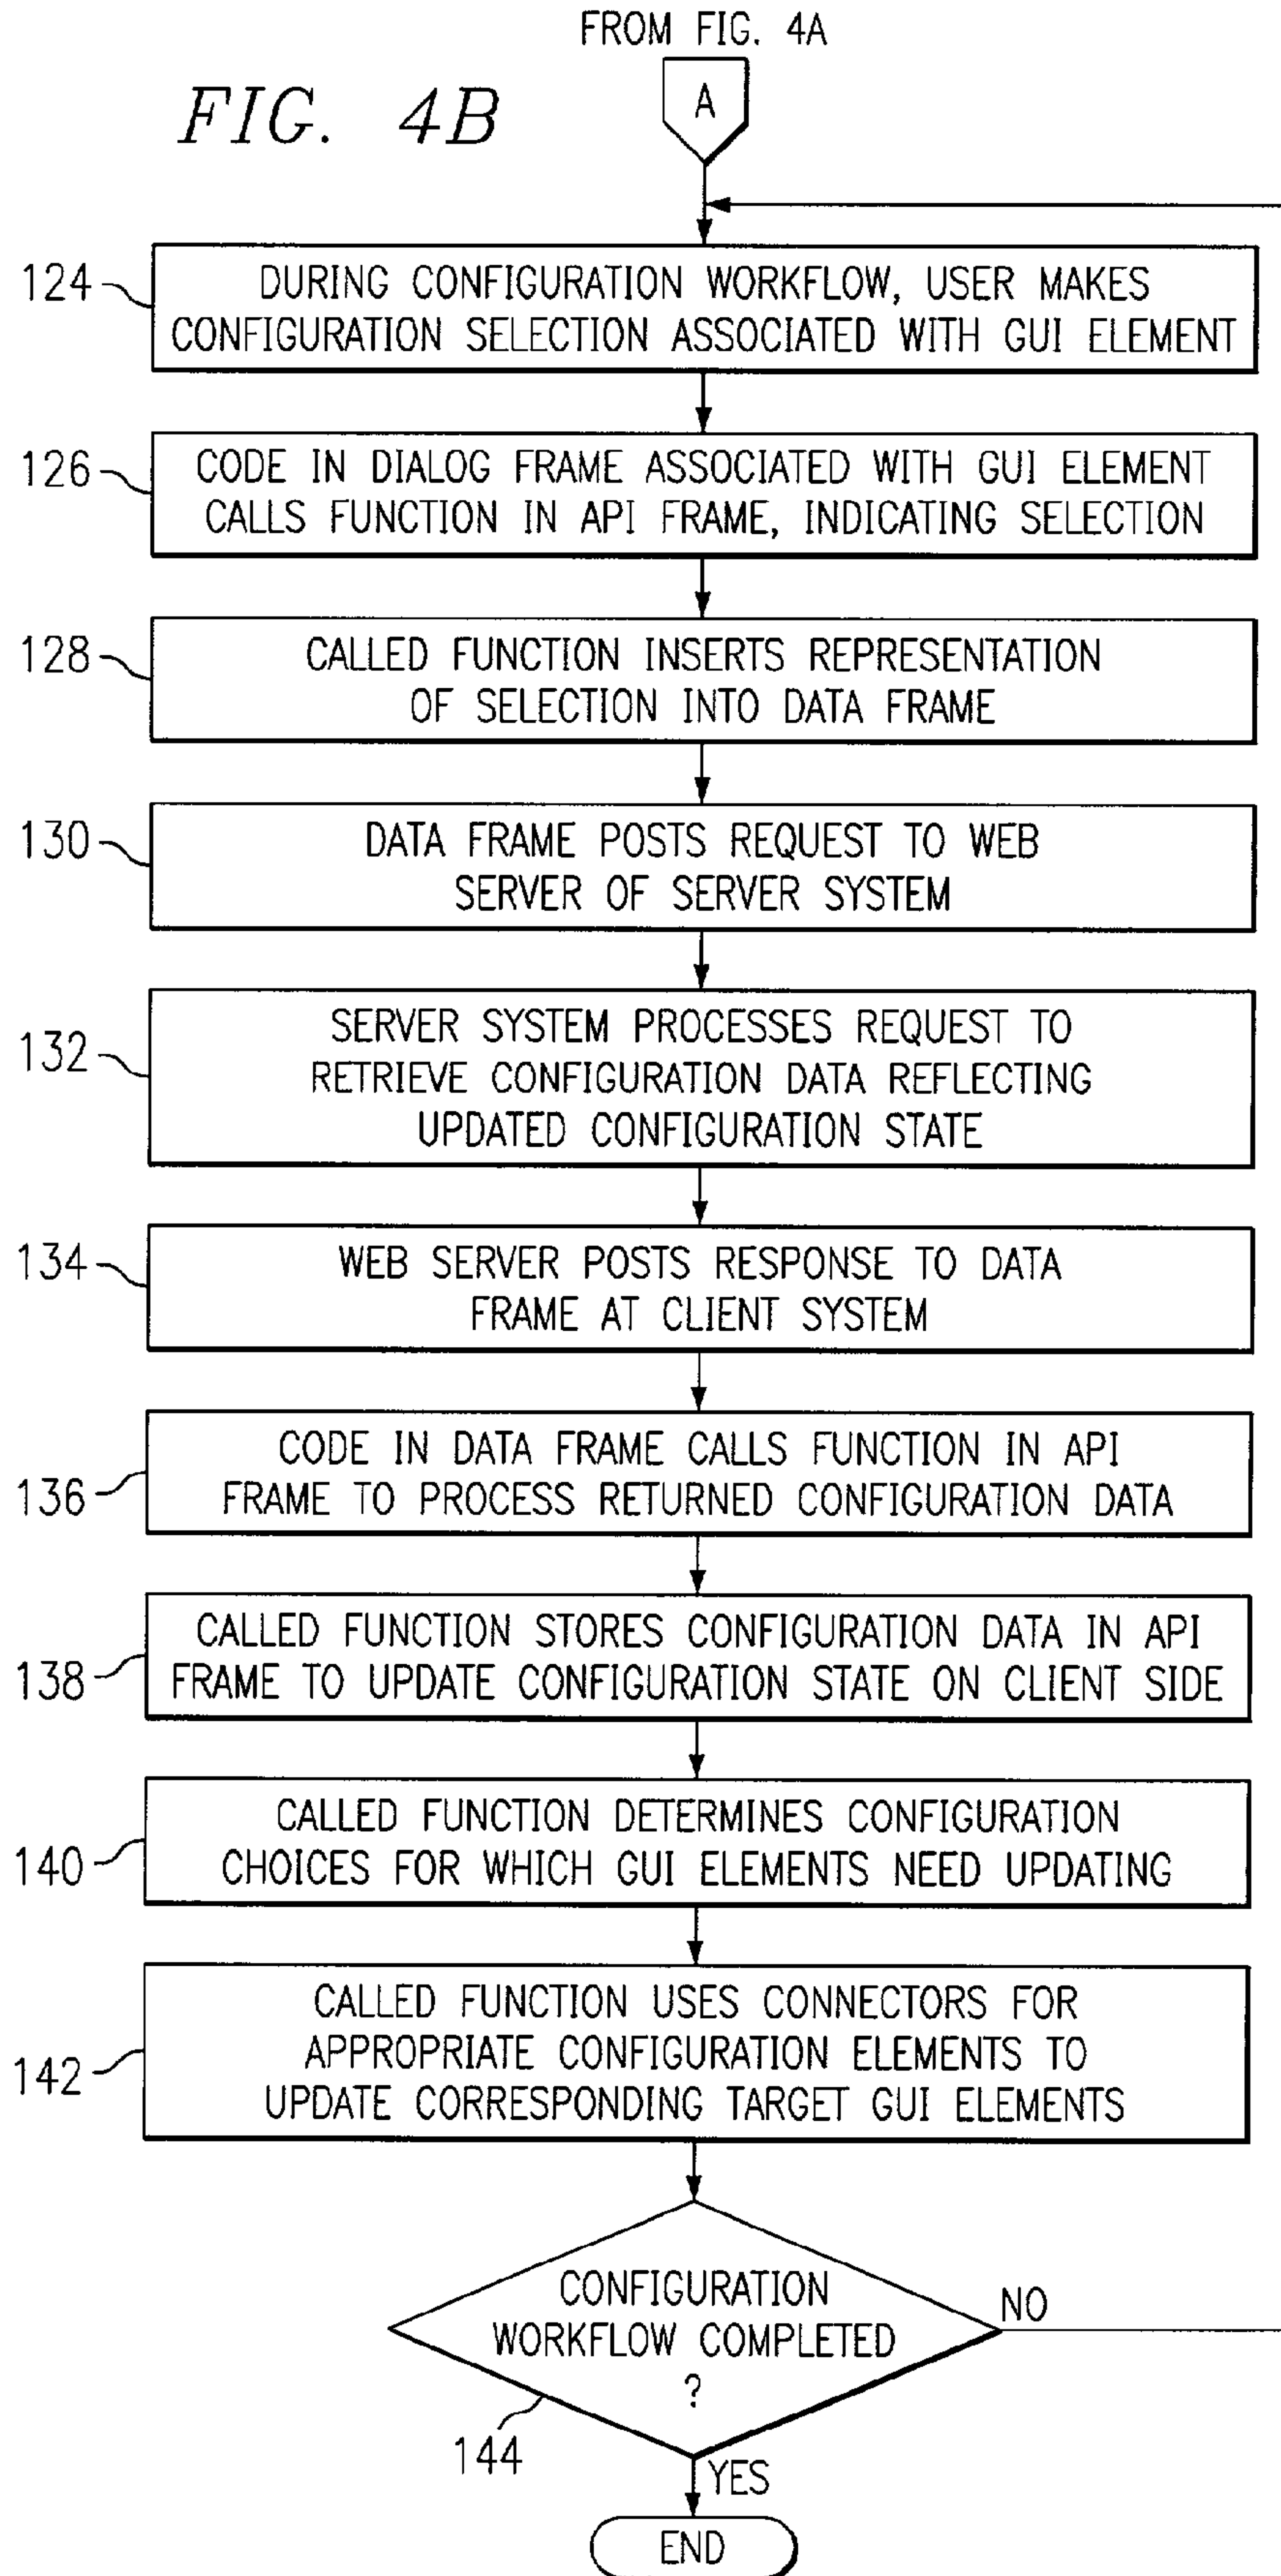 FROM FIG. 4A
FIG. 4B
A
124
DURING CONFIGURATION WORKFLOW, USER MAKES
CONFIGURATION SELECTION ASSOCIATED WITH GUI ELEMENT
126
CODE IN DIALOG FRAME ASSOCIATED WITH GUI ELEMENT
CALLS FUNCTION IN API FRAME, INDICATING SELECTION
128
CALLED FUNCTION INSERTS REPRESENTATION
OF SELECTION INTO DATA FRAME
130
DATA FRAME POSTS REQUEST TO WEB
SERVER OF SERVER SYSTEM
132
SERVER SYSTEM PROCESSES REQUEST TO
RETRIEVE CONFIGURATION DATA REFLECTING
UPDATED CONFIGURATION STATE
134
WEB SERVER POSTS RESPONSE TO DATA
FRAME AT CLIENT SYSTEM
136
CODE IN DATA FRAME CALLS FUNCTION IN API
FRAME TO PROCESS RETURNED CONFIGURATION DATA
138
CALLED FUNCTION STORES CONFIGURATION DATA IN API
FRAME TO UPDATE CONFIGURATION STATE ON CLIENT SIDE
140
CALLED FUNCTION DETERMINES CONFIGURATION
CHOICES FOR WHICH GUI ELEMENTS NEED UPDATING
142
CALLED FUNCTION USES CONNECTORS FOR
APPROPRIATE CONFIGURATION ELEMENTS TO
UPDATE CORRESPONDING TARGET GUI ELEMENTS
CONFIGURATION
WORKFLOW COMPLETED
?
NO
144
YES
END